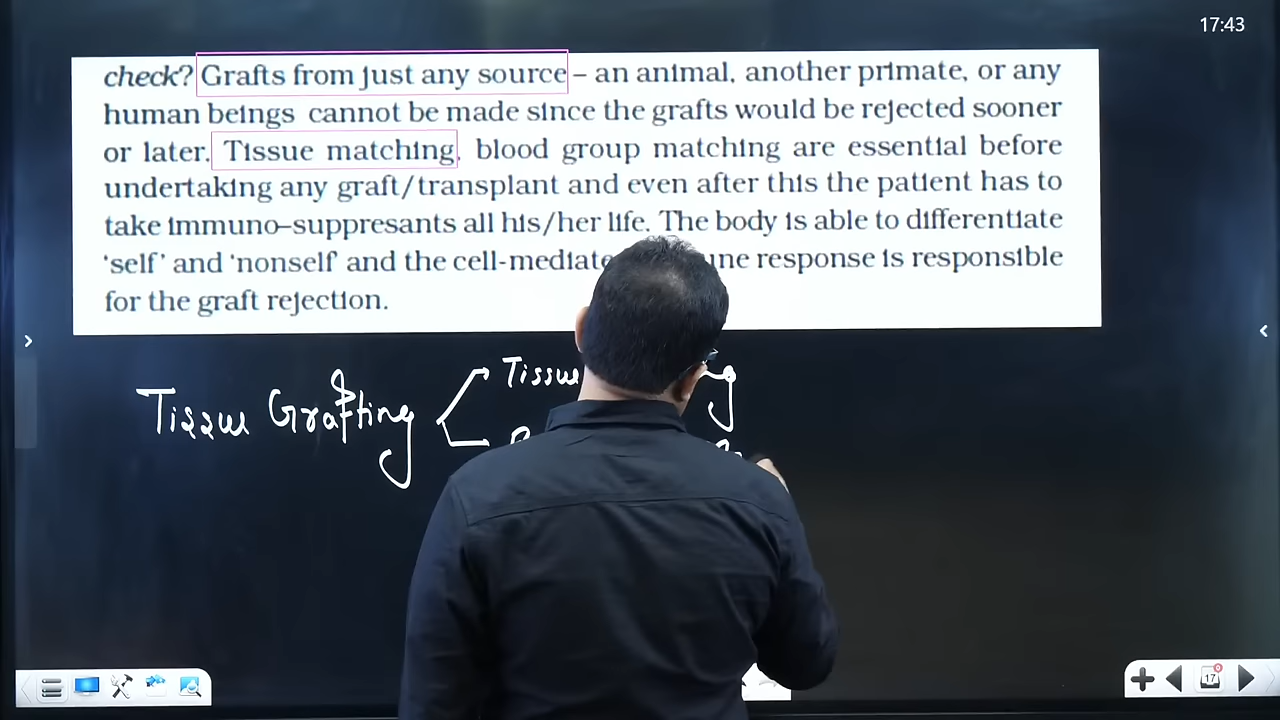 17:43
check? Grafts from just any source – an animal, another primate, or any
human beings cannot be made since the grafts would be rejected sooner
or later. Tissue matching, blood group matching are essential before
undertaking any graft/transplant and even after this the patient has to
take immuno–suppresants all his/her life. The body is able to differentiate
‘self’ and ‘nonself’ and the cell-mediate une response is responsible
for the graft rejection.
Tissue Grafting
Tissue
17